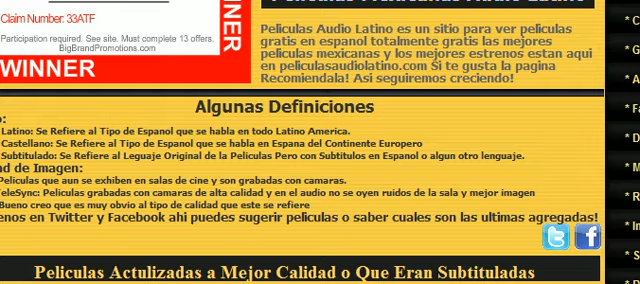 Claim Number: 33ATF
Participation required. See site. Must complete 13 offers.
BigBrandPromotions.com
WINNER
WINNER
Peliculas Audio Latino es un sitio para ver peliculas
gratis en espanol totalmente gratis las mejores
peliculas mexicanas y los mejores estrenos estan aqui
en peliculasaudiolatino.com Si te gusta la pagina
Recomiendala! Asi seguiremos creciendo!
Algunas Definiciones
o:
Latino: Se Refiere al Tipo de Espanol que se habla en todo Latino America.
Castellano: Se Refiere al Tipo de Espanol que se habla en Espana del Continente Europero
Subtitulado: Se Refiere al Leguaje Original de la Peliculas Pero con Subtitulos en Espanol o algun otro lenguaje.
ad de Imagen:
Peliculas que aun se exhiben en salas de cine y son grabadas con camaras.
TeleSync: Peliculas grabadas con camaras de alta calidad y en el audio no se oyen ruidos de la sala y mejor imagen
Bueno creo que es muy obvio al tipo de calidad que este se refiere
enos en Twitter y Facebook ahi puedes sugerir peliculas o saber cuales son las ultimas agregadas!
Peliculas Actulizadas a Mejor Calidad o Que Eran Subtituladas
* C
* G
* A
* Fa
* D
* M
* R
* In
* S